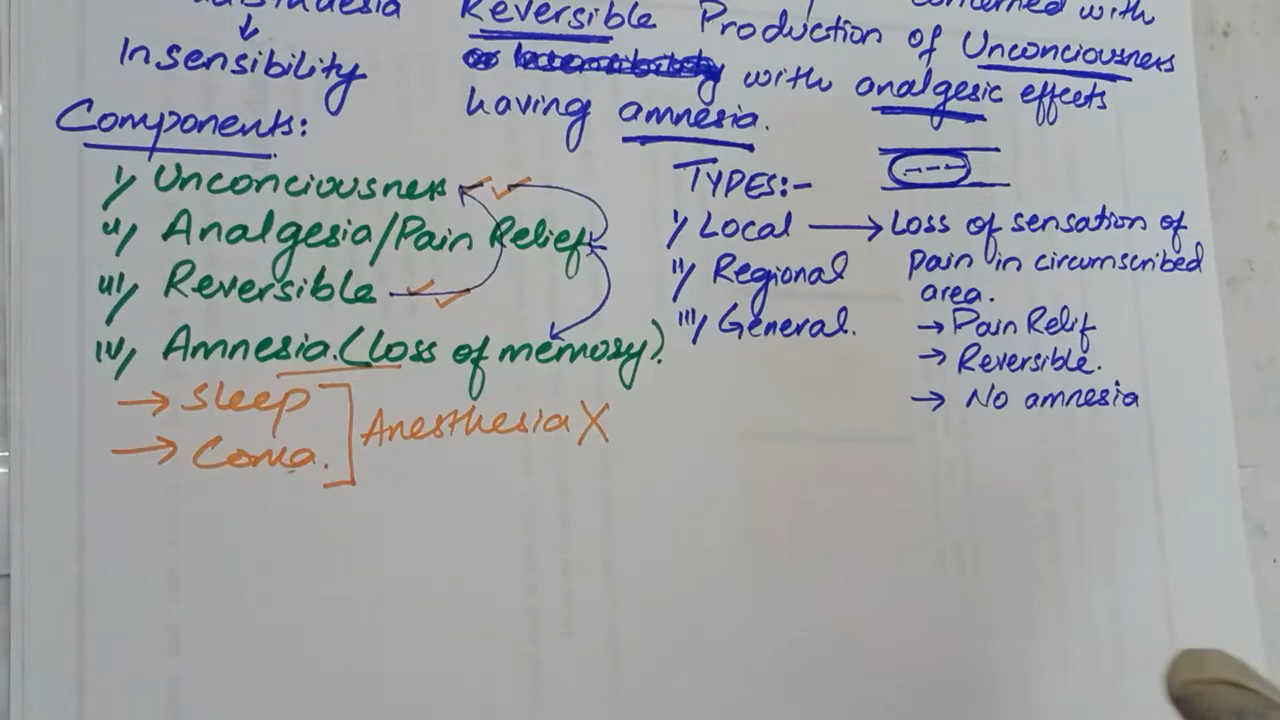 concerned with
Reversible Production of Unconciousness
Insensibility
with analgesic effects
having amnesia.
Components:
i) Unconciousness
ii) Analgesia/Pain Relief
iii) Reversible
iv) Amnesia. (Loss of memory).
→ Sleep
→ Coma.
Anesthesia X
TYPES:-
i) Local → Loss of sensation of
pain in circumscribed
area.
→ Pain Relif
→ Reversible.
→ No amnesia
ii) Regional
iii) General.